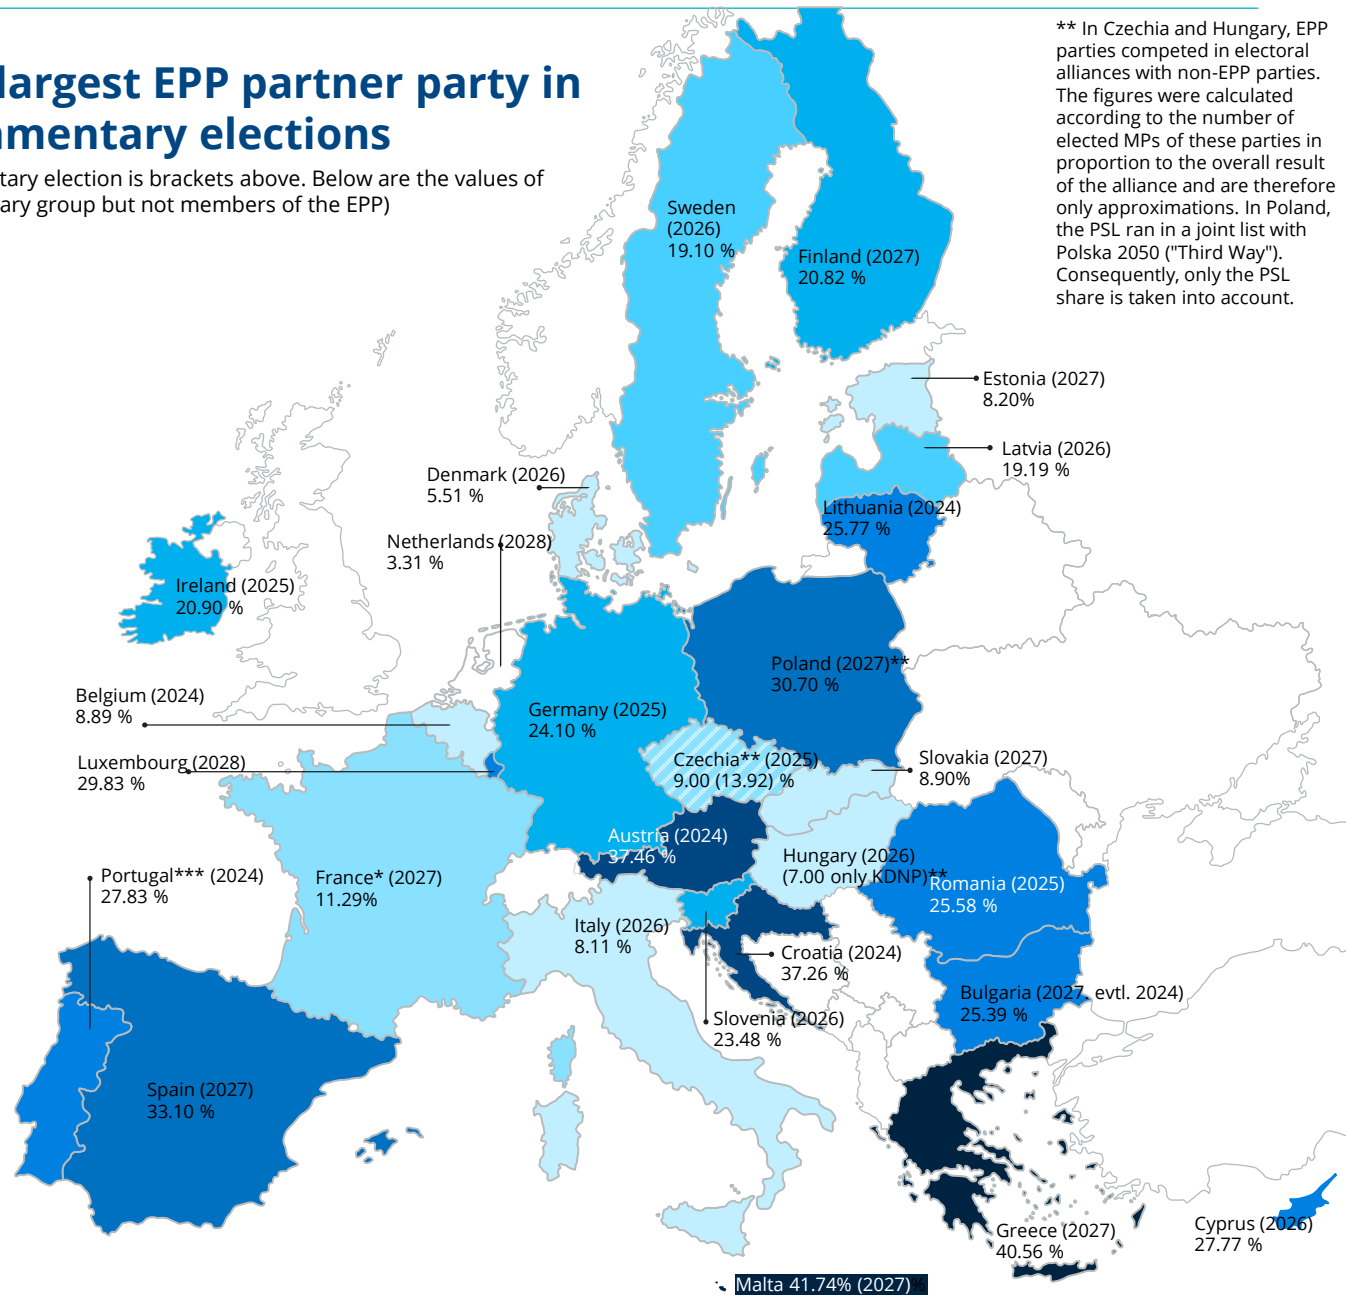 largest EPP partner party in
amentary elections
tary election is brackets above. Below are the values of
ary group but not members of the EPP)
** In Czechia and Hungary, EPP
parties competed in electoral
alliances with non-EPP parties.
The figures were calculated
according to the number of
elected MPs of these parties in
proportion to the overall result
of the alliance and are therefore
only approximations. In Poland,
the PSL ran in a joint list with
Polska 2050 ("Third Way").
Consequently, only the PSL
share is taken into account.
Sweden
(2026)
19.10 %
Finland (2027)
20.82 %
Estonia (2027)
8.20%
Latvia (2026)
19.19 %
Denmark (2026)
5.51 %
Lithuania (2024)
25.77 %
Netherlands (2028)
3.31 %
Ireland (2025)
20.90 %
Poland (2027)**
30.70 %
Belgium (2024)
8.89 %
Germany (2025)
24.10 %
Luxembourg (2028)
29.83 %
Czechia** (2025)
9.00 (13.92) %
Slovakia (2027)
8.90%
Austria (2024)
37.46 %
Hungary (2026)
(7.00 only KDNP)**
Portugal*** (2024)
27.83 %
France* (2027)
11.29%
Romania (2025)
25.58 %
Italy (2026)
8.11 %
Croatia (2024)
37.26 %
Bulgaria (2027, evtl. 2024)
25.39 %
Slovenia (2026)
23.48 %
Spain (2027)
33.10 %
Greece (2027)
40.56 %
Cyprus (2026)
27.77 %
Malta 41.74% (2027)%